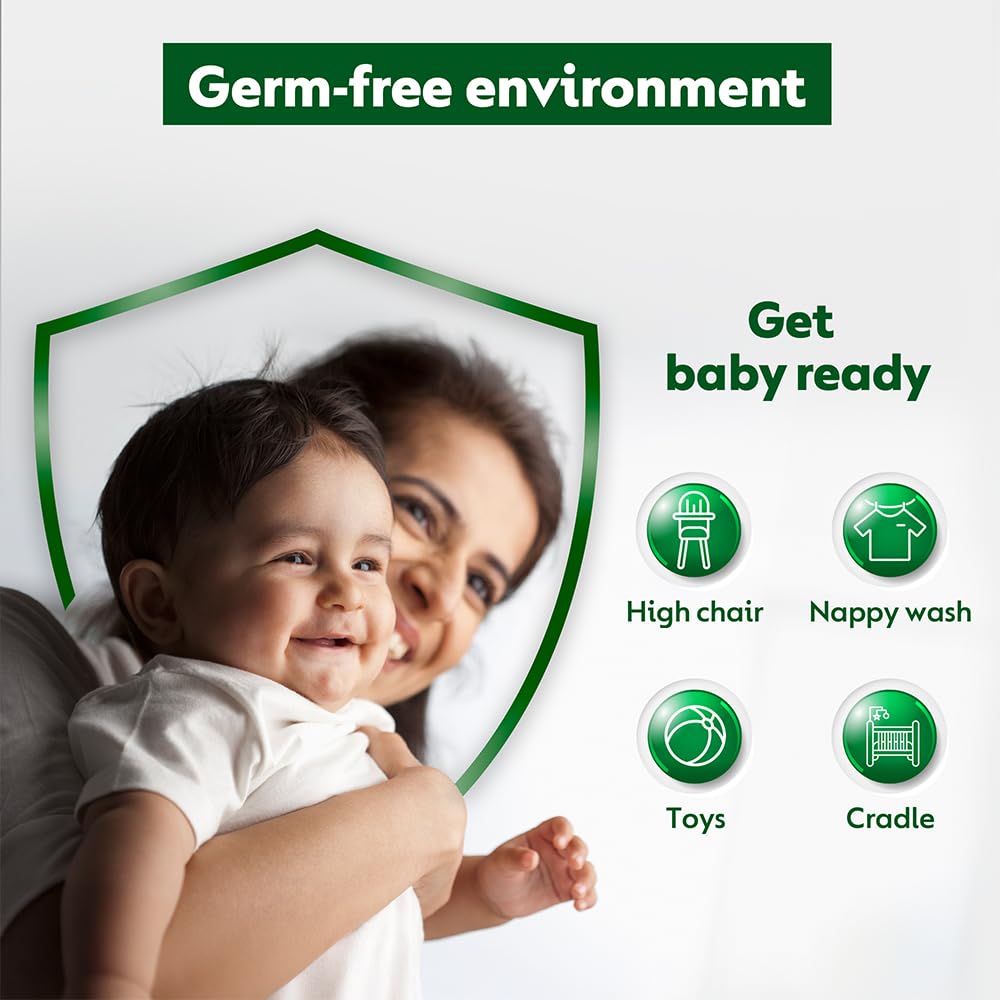 Germ-free environment
Get
baby ready
High chair
Nappy wash
Toys
Cradle